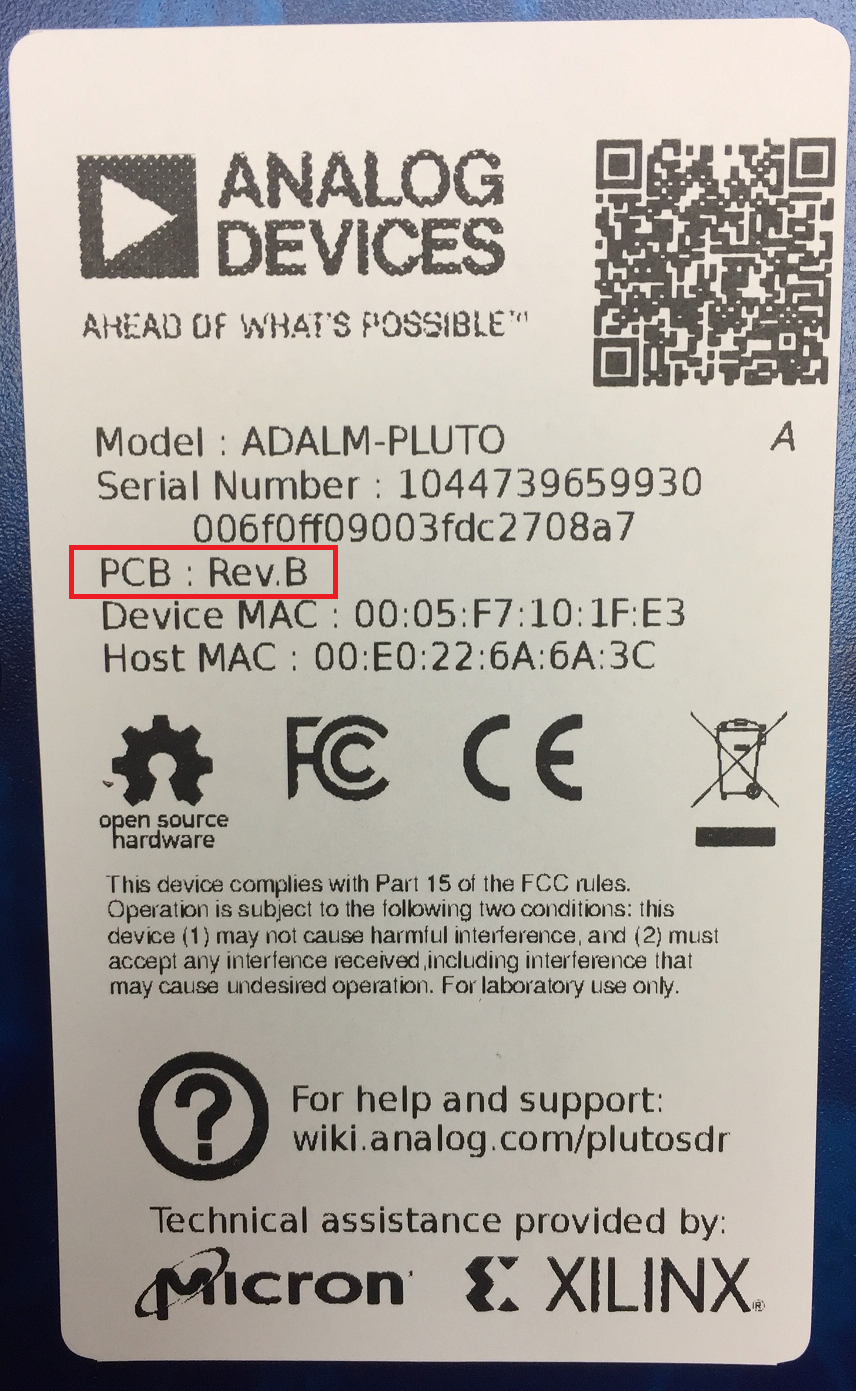 ANALOG
DEVICES
AHEAD OF WHAT'S POSSIBLE™
Model : ADALM-PLUTO A
Serial Number : 1044739659930
006f0ff09003fdc2708a7
PCB : Rev.B
Device MAC : 00:05:F7:10:1F:E3
Host MAC : 00:E0:22:6A:6A:3C
FC CE
open source
hardware
This device complies with Part 15 of the FCC rules.
Operation is subject to the following two conditions: this
device (1) may not cause harmful interference, and (2) must
accept any interfence received,including interference that
may cause undesired operation. For laboratory use only.
?
For help and support:
wiki.analog.com/plutosdr
Technical assistance provided by:
Micron XILINX®